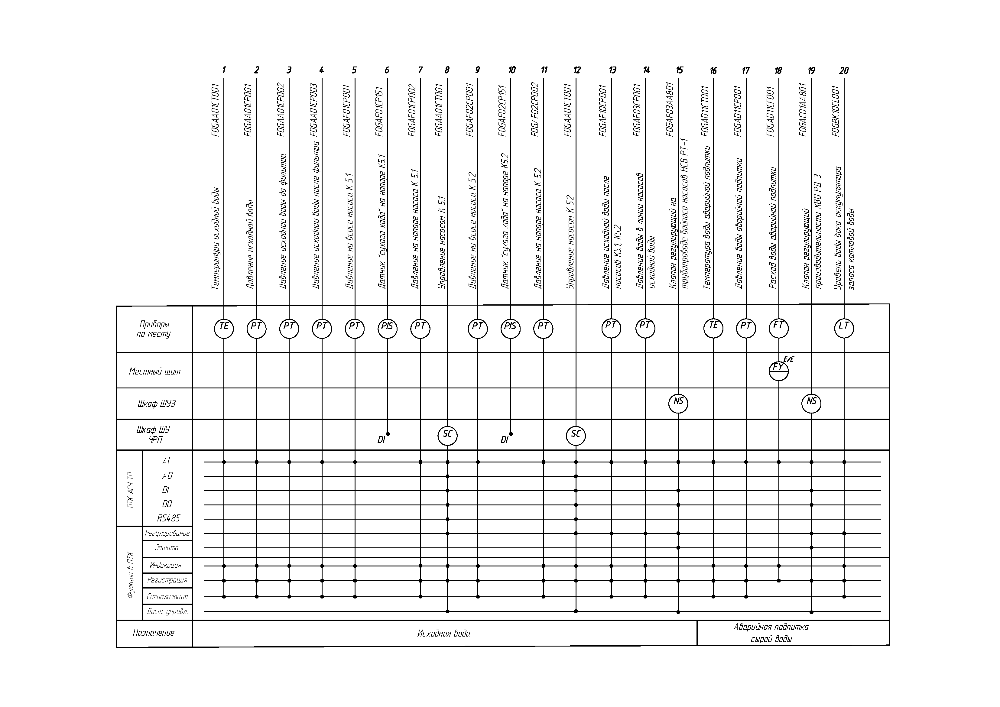 1 2 3 4 5 6 7 8 9 10 11 12 13 14 15 16 17 18 19 20
F0GAA01CT001
F0GAA01CP001
F0GAA01CP002
F0GAA01CP003
F0GAF01CP001
F0GAF01CP151
F0GAF01CP002
F0GAA01CT001
F0GAF02CP001
F0GAF02CP151
F0GAF02CP002
F0GAA01CT001
F0GAF10CP001
F0GAF03CP001
F0GAF03AA801
F0GAD11CT001
F0GAD11CP001
F0GAD11CF001
F0GAC01AA801
F0GBK10CL001
Температура исходной воды
Давление исходной воды
Давление исходной воды до фильтра
Давление исходной воды после фильтра
Давление на всасе насоса К 5.1
Датчик "сухого хода" на напоре К5.1
Давление на напоре насоса К 5.1
Управление насосом К 5.1
Давление на всасе насоса К 5.2
Датчик "сухого хода" на напоре К5.2
Давление на напоре насоса К 5.2
Управление насосом К 5.2
Давление исходной воды после
насосов К5.1, К5.2
Давление воды в линии насосов
исходной воды
Клапан регулирующий на
трубопроводе байпаса насосов НСВ РТ-1
Температура воды аварийной подпитки
Давление воды аварийной подпитки
Расход воды аварийной подпитки
Клапан регулирующий
производительности ХВО РД-3
Уровень воды бака-аккумулятора
запаса котловой воды
Приборы
по месту
TE PT PT PT PT PIS PT PT PIS PT PT PT TE PT FT LT
Местный щит
FY E/E
Шкаф ШУЗ
NS NS
Шкаф ШУ
ЧРП
DI SC DI SC
ПТК АСУ ТП
AI
AO
DI
DO
RS485
Функции в ПТК
Регулирование
Защита
Индикация
Регистрация
Сигнализация
Дист. управл.
Назначение
Исходная вода
Аварийная подпитка
сырой воды